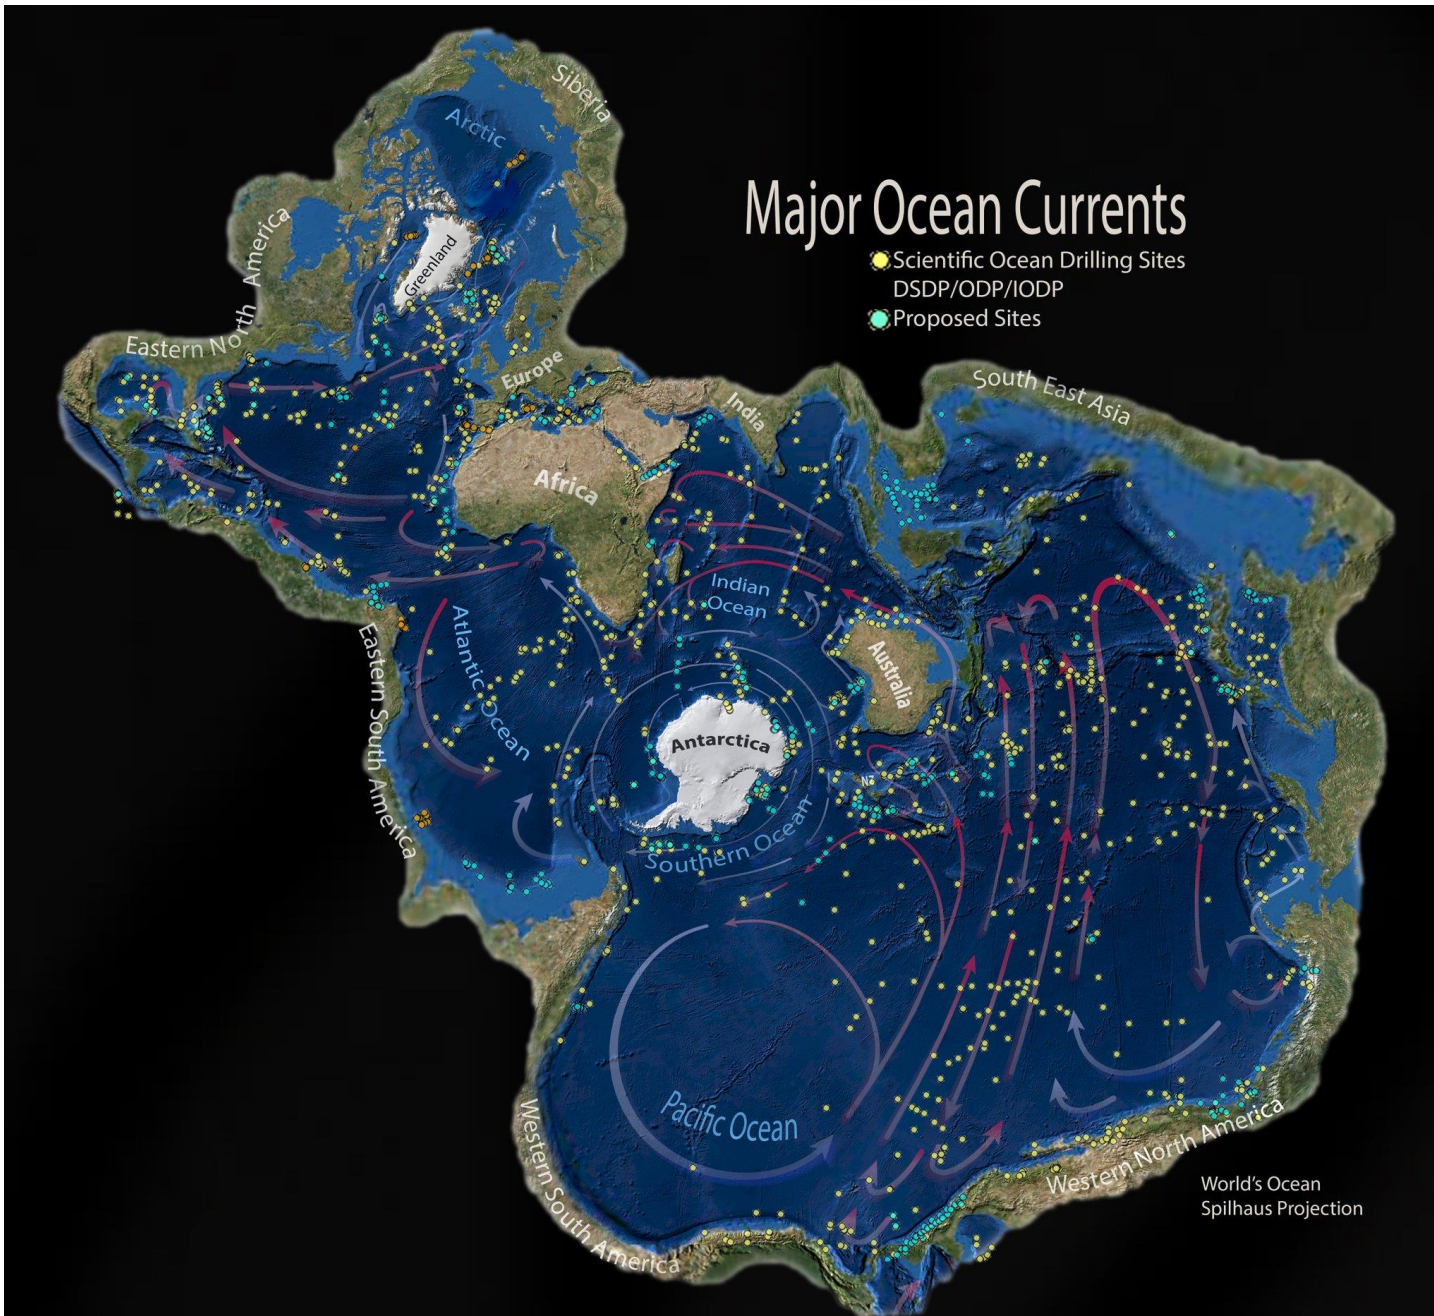 Siberia
Arctic
Major Ocean Currents
Scientific Ocean Drilling Sites
DSDP/ODP/IODP
Proposed Sites
Greenland
Eastern North America
Europe
India
South East Asia
Africa
Indian
Ocean
Atlantic Ocean
Australia
Eastern South America
Antarctica
NZ
Southern Ocean
Pacific Ocean
Western South America
Western North America
World's Ocean
Spilhaus Projection